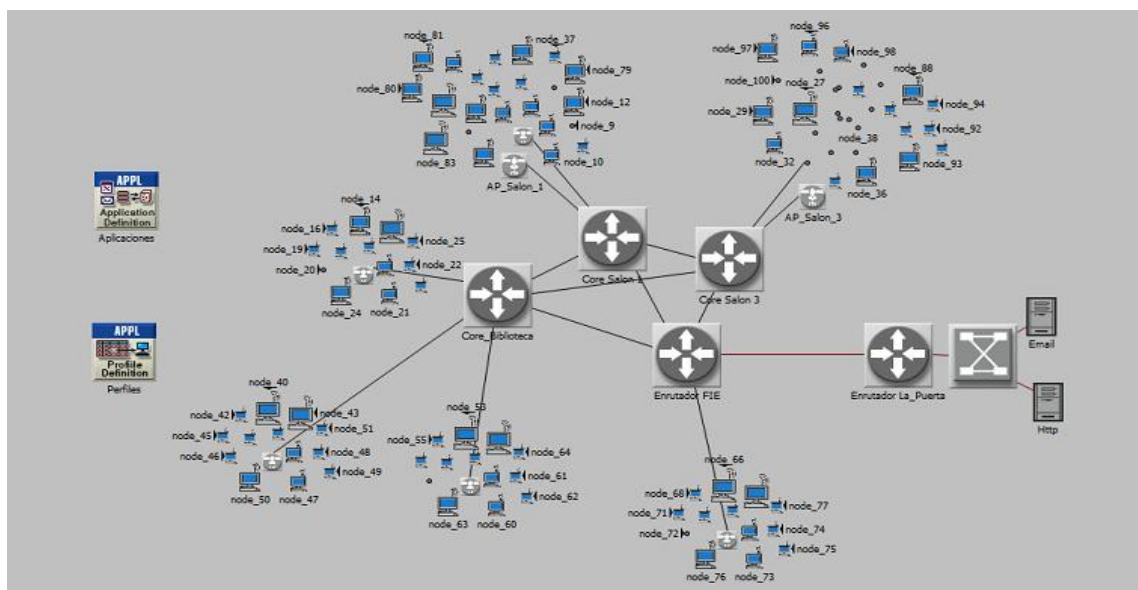 node_81
node_37
node_79
node_80
node_12
node_9
node_83
node_10
AP_Salon_1
node_96
node_97
node_98
node_100
node_27
node_88
node_29
node_94
node_92
node_38
node_32
node_93
node_36
AP_Salon_3
APPL
Application
Definition
Aplicaciones
node_14
node_16
node_25
node_19
node_22
node_20
node_24
node_21
Core Salon
Core Salon 3
Core_Biblioteca
APPL
Profile
Definition
Perfiles
Enrutador FIE
Enrutador La_Puerta
Email
Http
node_40
node_42
node_43
node_45
node_51
node_46
node_48
node_49
node_50
node_47
node_53
node_55
node_64
node_61
node_62
node_63
node_60
node_66
node_68
node_77
node_71
node_74
node_72
node_75
node_76
node_73